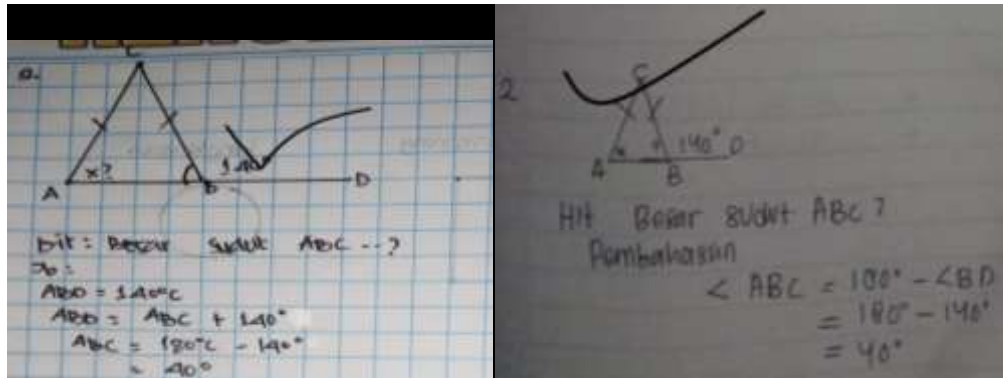 a.
C
x?
140
A
B
D
Dit = Besar sudut ABC --?
Jb =
ABD = 140°C
ABD = ABC + 140°
ABC = 180°C - 140°
= 40°
2
C
140°
A
B
D
Hit Besar sudut ABC?
Pembahasan
< ABC = 180° - <BD
= 180° - 140°
= 40°